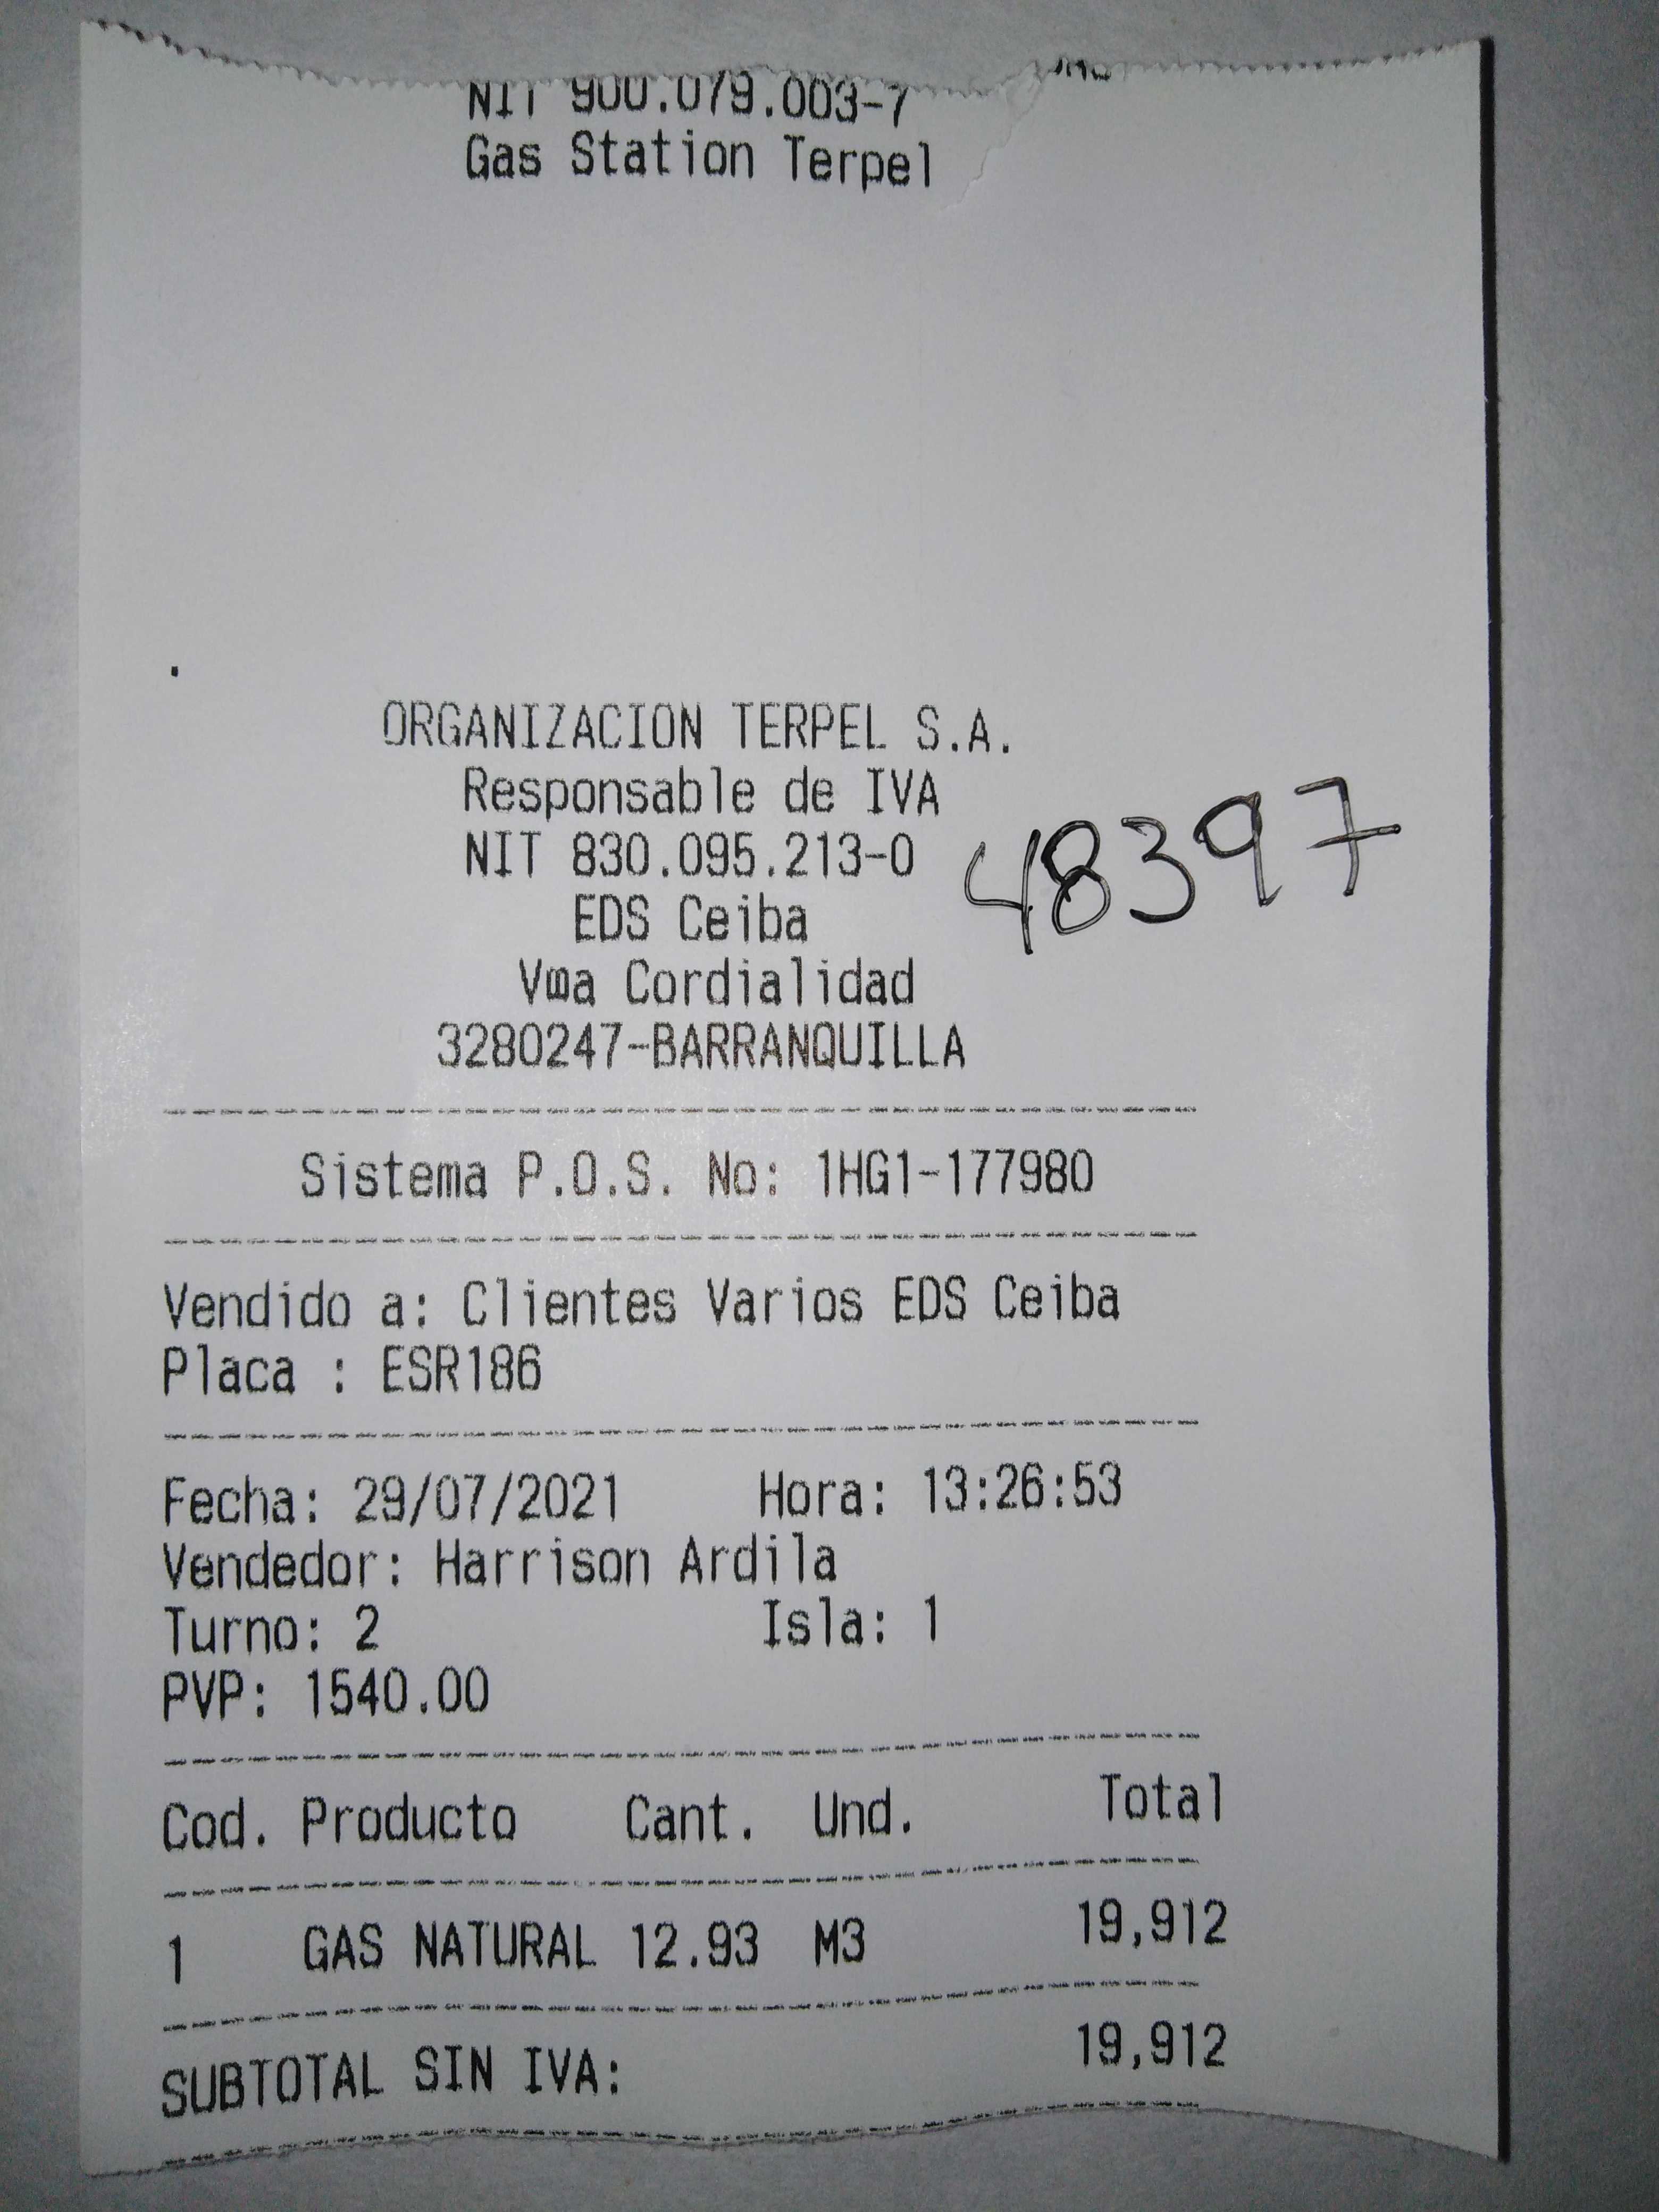 NIT 900.079.003-7
Gas Station Terpel
ORGANIZACION TERPEL S.A.
Responsable de IVA
NIT 830.095.213-0
48397
EDS Ceiba
Vma Cordialidad
3280247-BARRANQUILLA
Sistema P.O.S. No: 1HG1-177980
Vendido a: Clientes Varios EDS Ceiba
Placa : ESR186
Fecha: 29/07/2021 Hora: 13:26:53
Vendedor: Harrison Ardila
Turno: 2 Isla: 1
PVP: 1540.00
Cod. Producto Cant. Und. Total
1 GAS NATURAL 12.93 M3 19,912
SUBTOTAL SIN IVA: 19,912